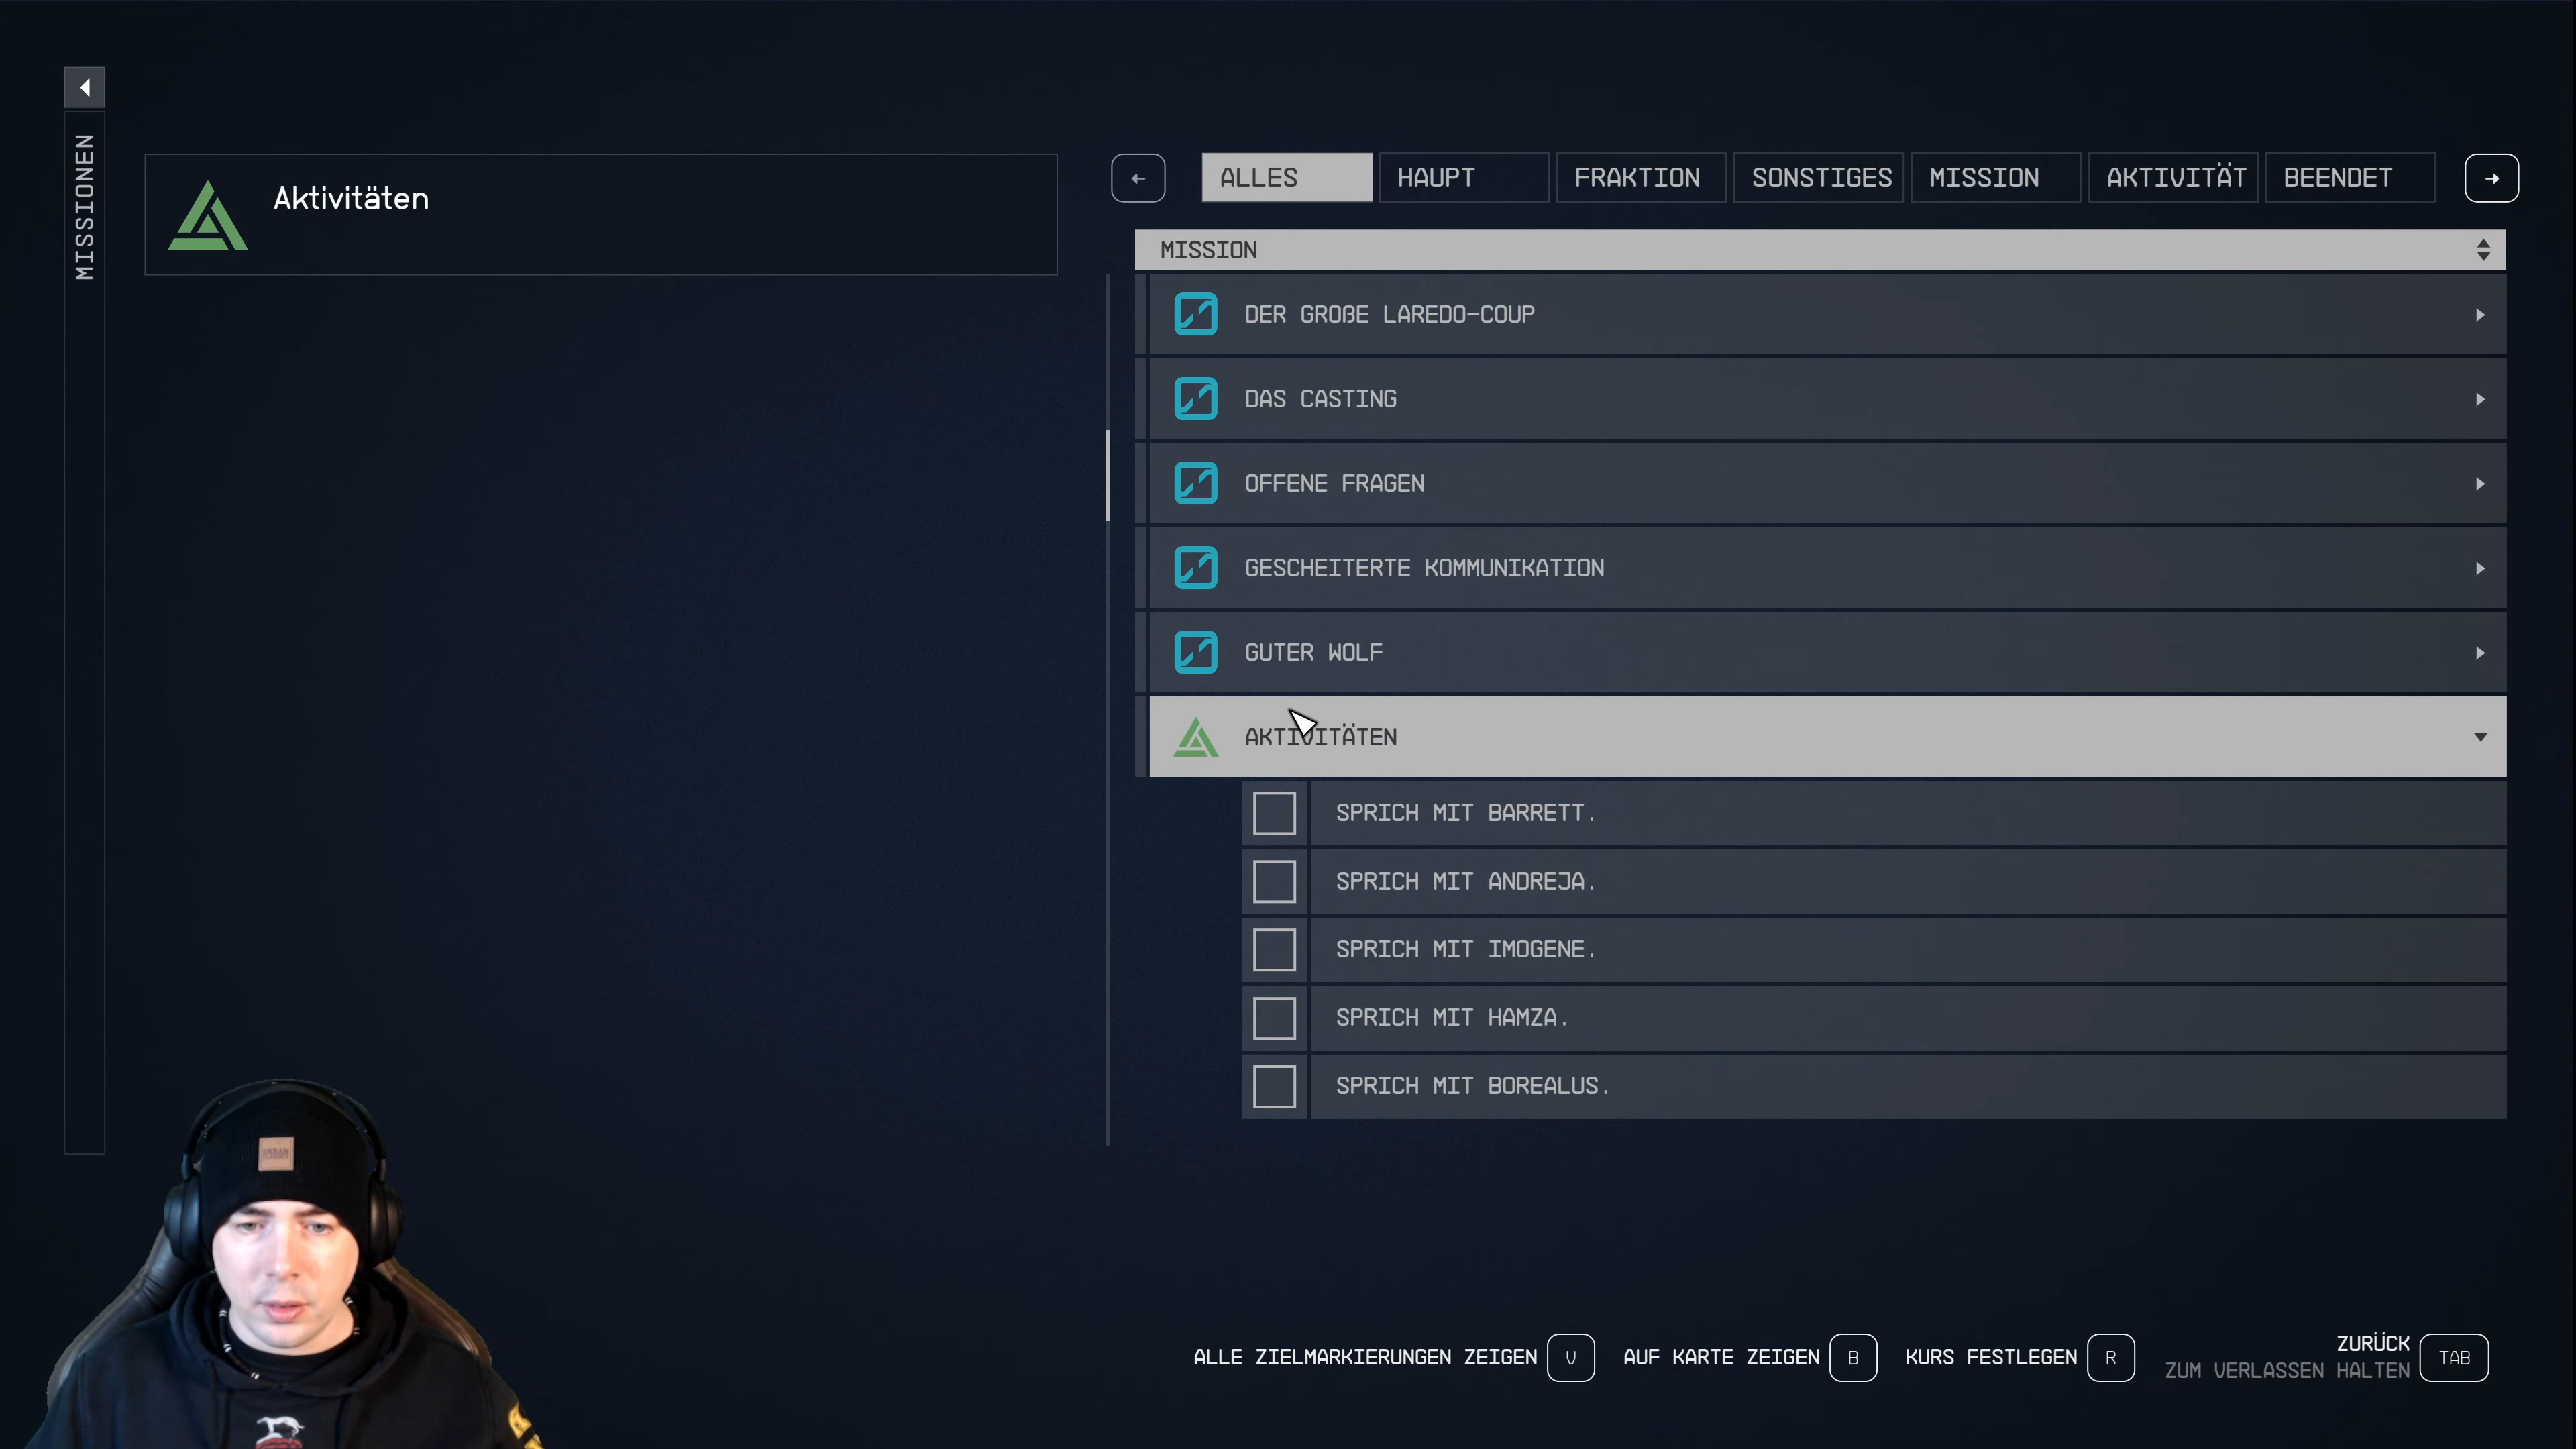 MISSIONEN
Aktivitäten
ALLES
HAUPT
FRAKTION
SONSTIGES
MISSION
AKTIVITÄT
BEENDET
MISSION
DER GROẞE LAREDO-COUP
DAS CASTING
OFFENE FRAGEN
GESCHEITERTE KOMMUNIKATION
GUTER WOLF
AKTIVITÄTEN
SPRICH MIT BARRETT.
SPRICH MIT ANDREJA.
SPRICH MIT IMOGENE.
SPRICH MIT HAMZA.
SPRICH MIT BOREALUS.
ALLE ZIELMARKIERUNGEN ZEIGEN V
AUF KARTE ZEIGEN B
KURS FESTLEGEN R
ZURÜCK
ZUM VERLASSEN HALTEN
TAB